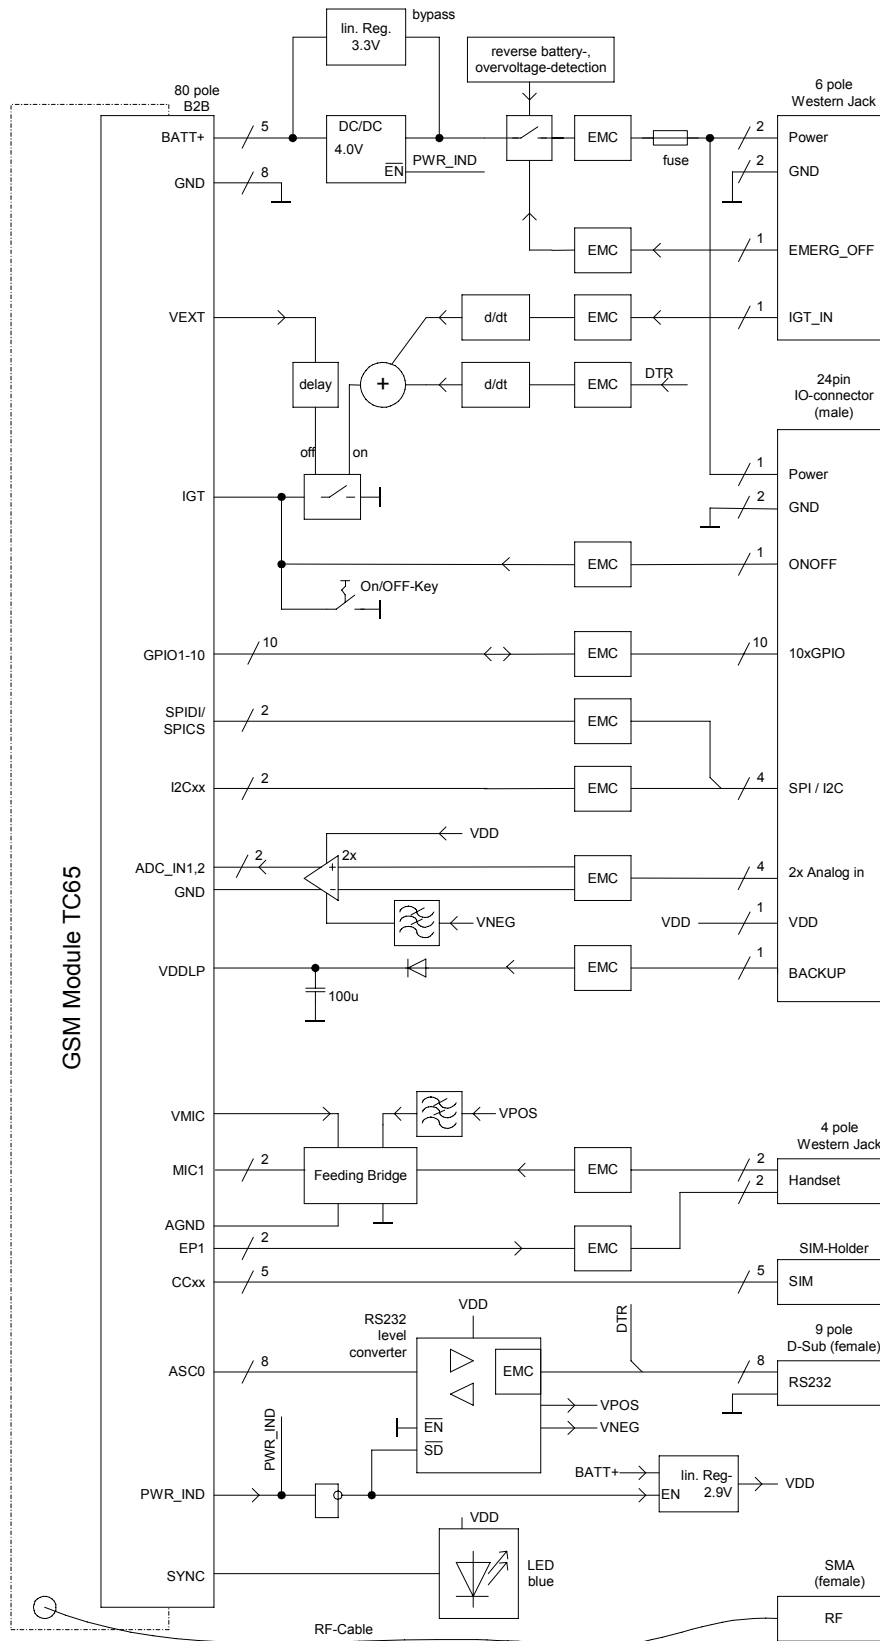 bypass
lin. Reg.
3.3V
reverse battery-,
overvoltage-detection
80 pole
B2B
6 pole
Western Jack
BATT+
5
DC/DC
4.0V
EN
PWR_IND
EMC
fuse
2
Power
GND
8
2
GND
EMC
1
EMERG_OFF
VEXT
d/dt
EMC
1
IGT_IN
delay
+
d/dt
EMC
DTR
24pin
IO-connector
(male)
off
on
1
Power
IGT
2
GND
EMC
1
ONOFF
On/OFF-Key
GPIO1-10
10
EMC
10
10xGPIO
SPIDI/
SPICS
2
EMC
I2Cxx
2
EMC
4
SPI / I2C
VDD
ADC_IN1,2
2
2x
+
-
EMC
4
2x Analog in
GND
VNEG
VDD
1
VDD
VDDLP
EMC
1
BACKUP
100u
GSM Module TC65
VMIC
VPOS
4 pole
Western Jack
MIC1
2
Feeding Bridge
EMC
2
2
Handset
AGND
EP1
2
EMC
SIM-Holder
CCxx
5
5
SIM
VDD
RS232
level
converter
DTR
9 pole
D-Sub (female)
ASC0
8
EMC
8
RS232
VPOS
EN
VNEG
SD
PWR_IND
BATT+
lin. Reg-
2.9V
EN
VDD
PWR_IND
VDD
LED
blue
SYNC
SMA
(female)
RF
RF-Cable